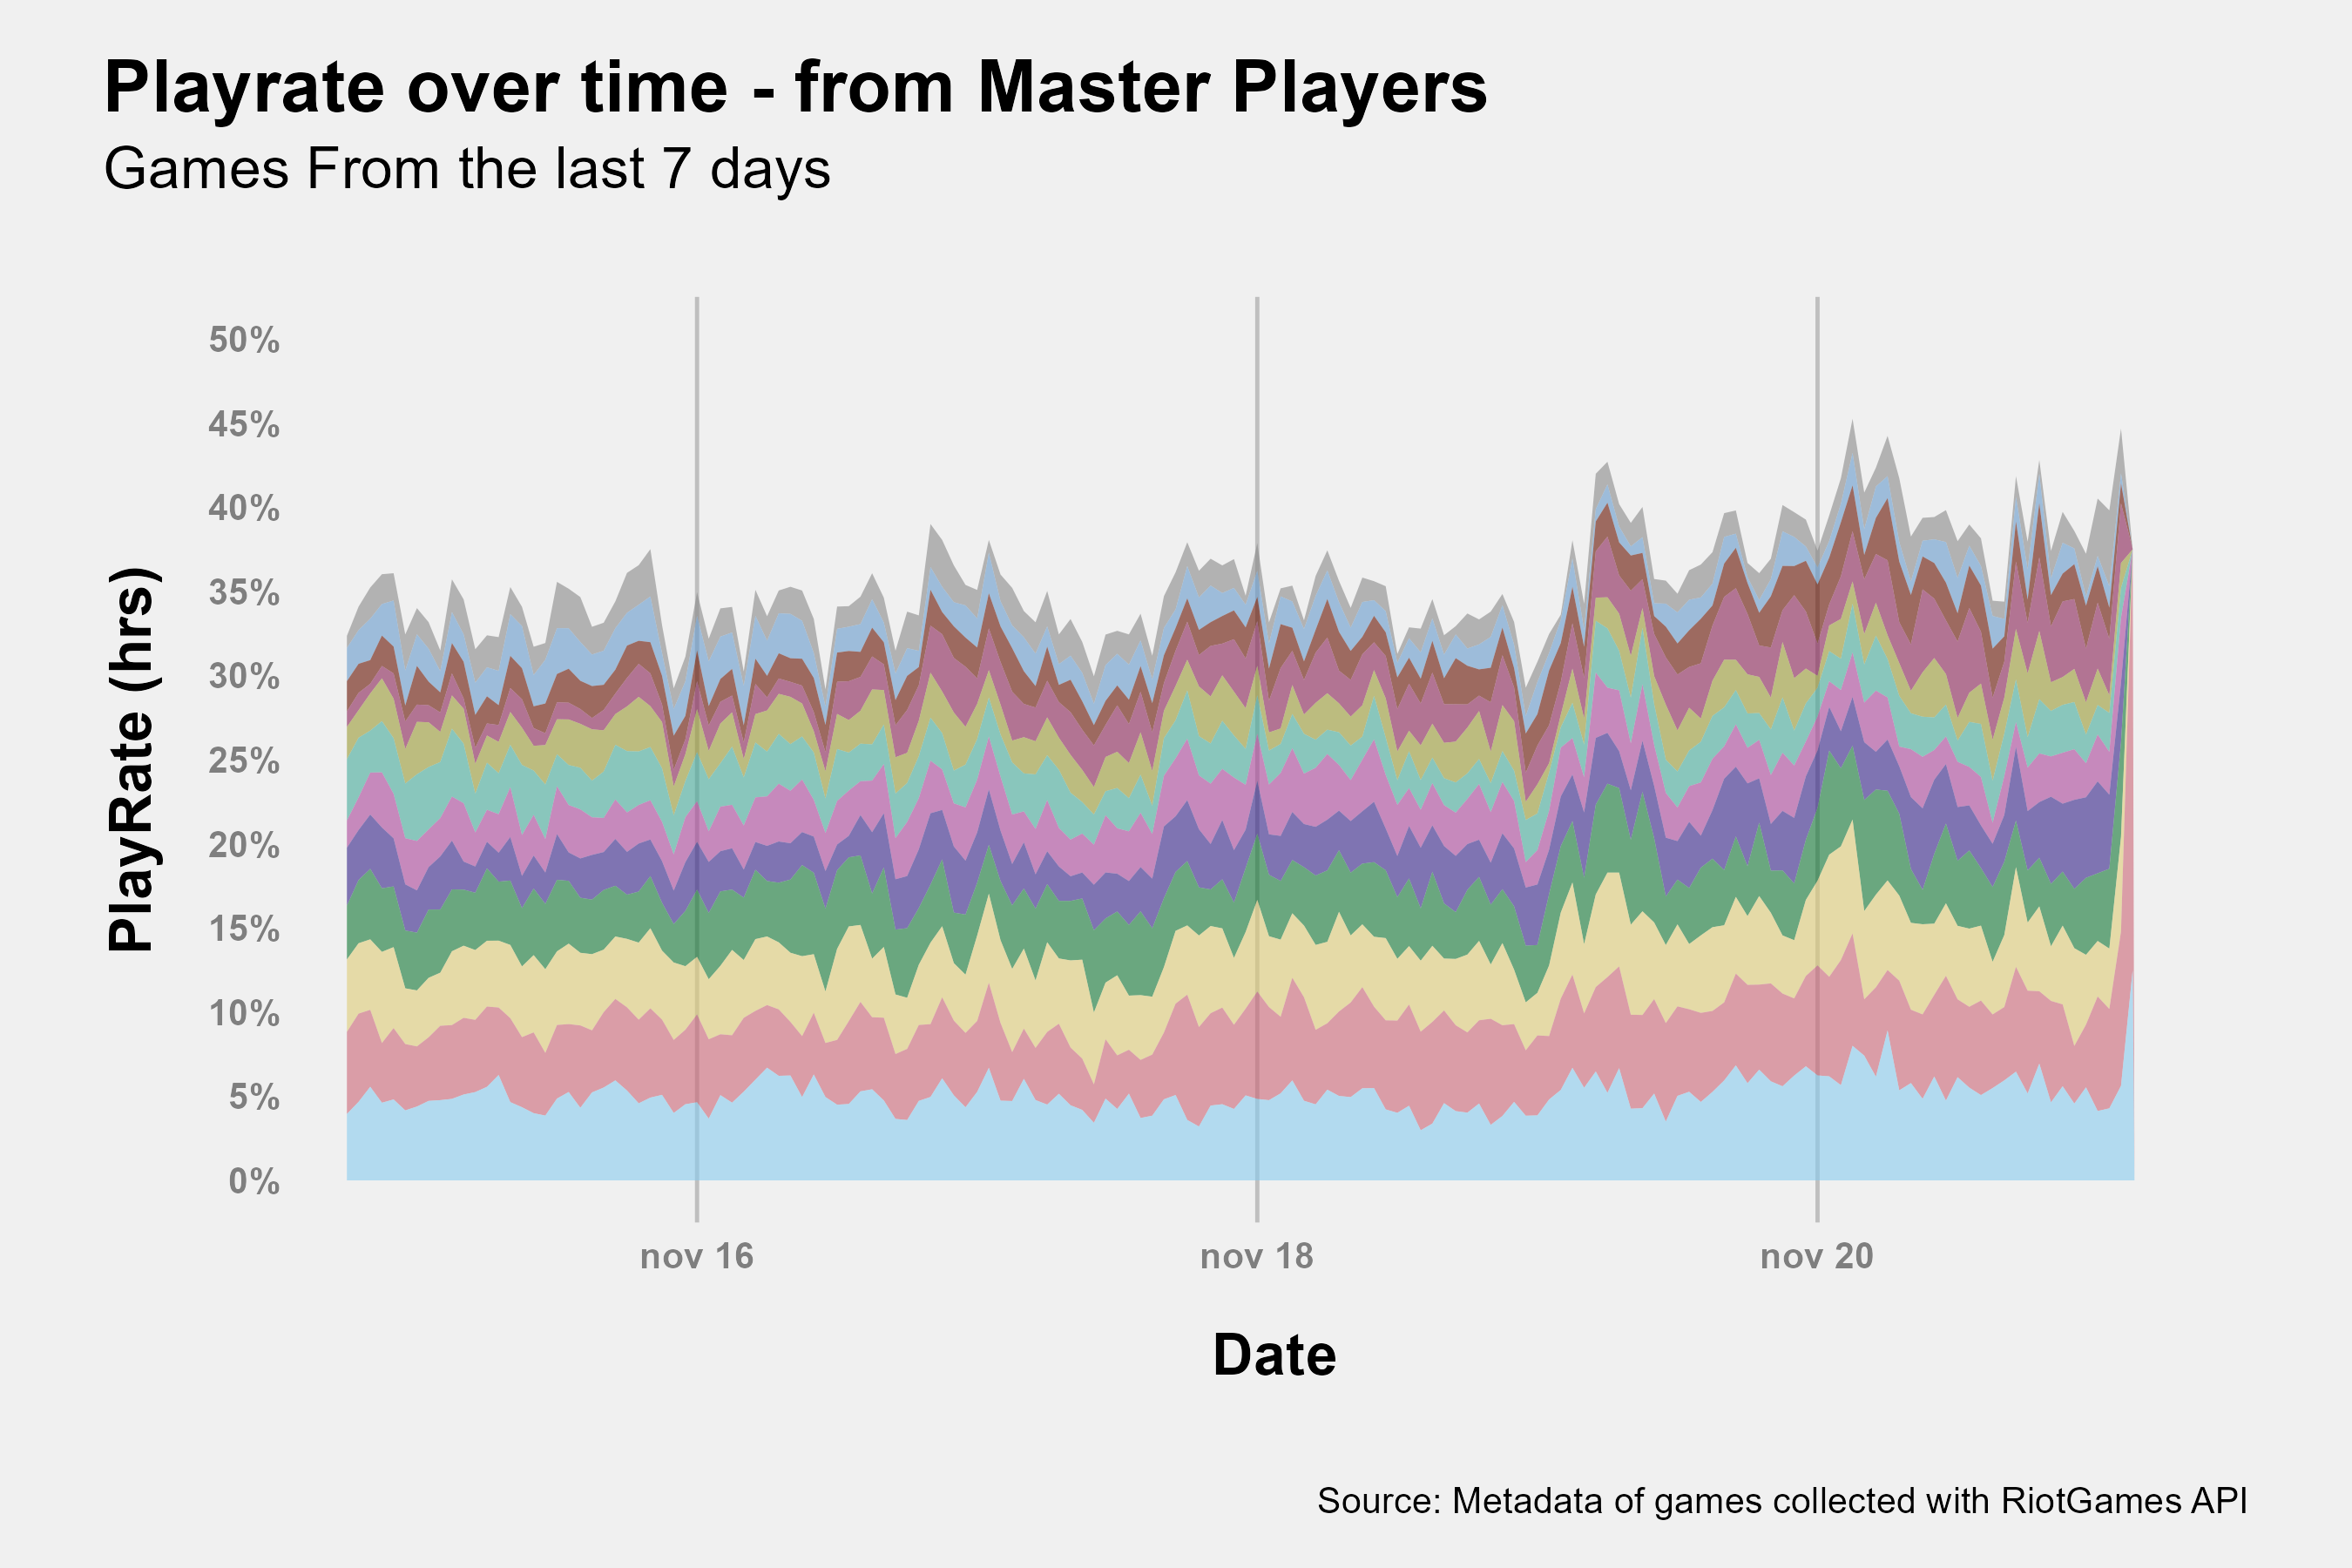 Playrate over time - from Master Players
Games From the last 7 days
PlayRate (hrs)
50%
45%
40%
35%
30%
25%
20%
15%
10%
5%
0%
nov 16
nov 18
nov 20
Date
Source: Metadata of games collected with RiotGames API